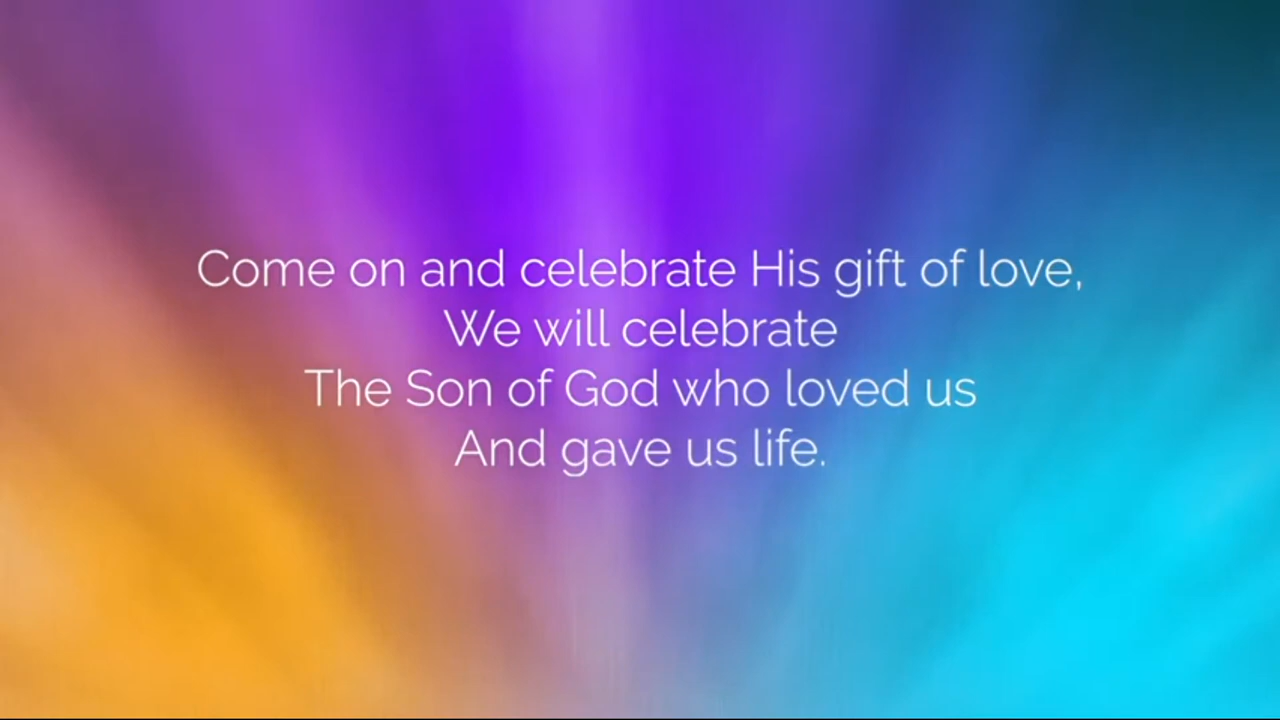 Come on and celebrate His gift of love,
We will celebrate
The Son of God who loved us
And gave us life.